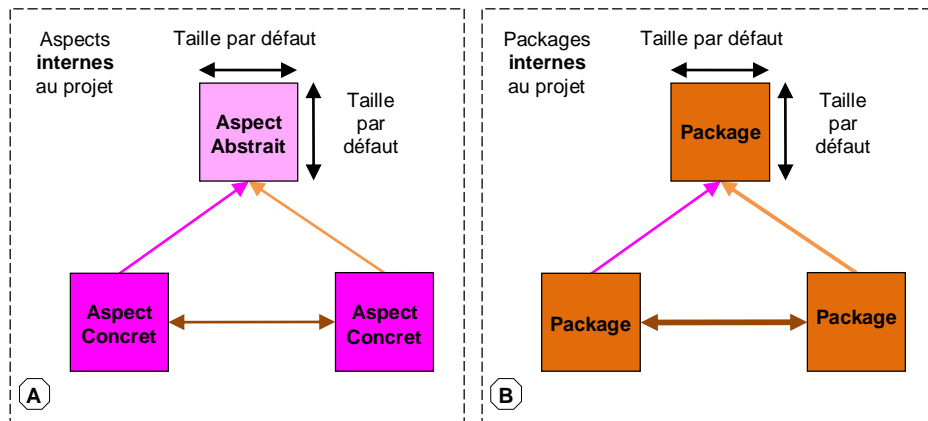 Aspects
internes
au projet
Taille par défaut
Taille
par
défaut
Aspect
Abstrait
Aspect
Concret
Aspect
Concret
A
Packages
internes
au projet
Taille par défaut
Taille
par
défaut
Package
Package
Package
B